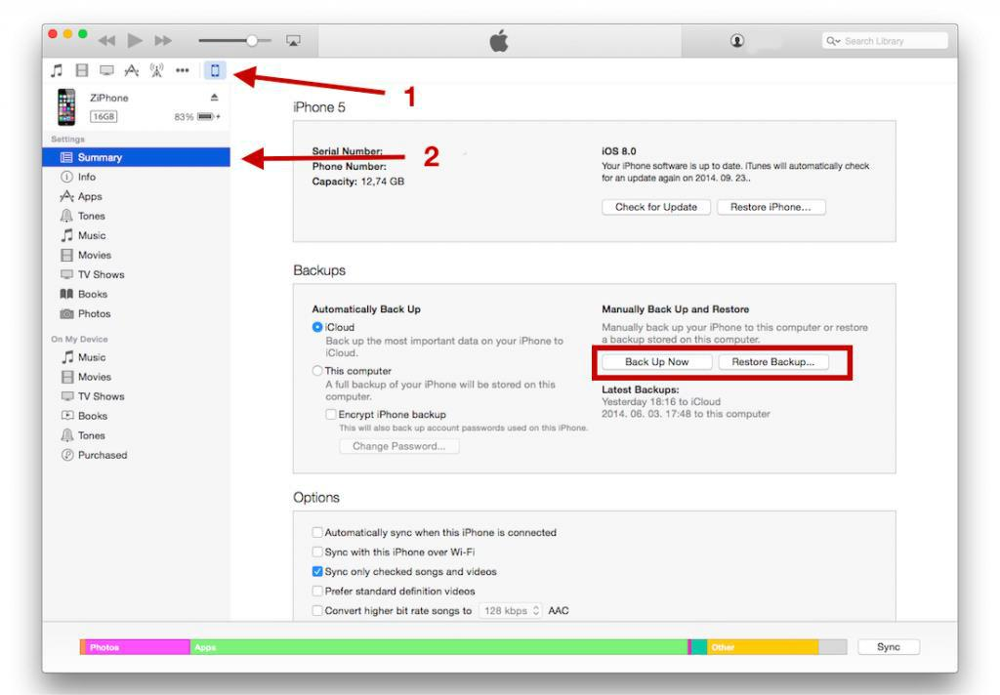 Search Library
1
ZiPhone
16GB
83%
Settings
Summary
2
Info
Apps
Tones
Music
Movies
TV Shows
Books
Photos
On My Device
Music
Movies
TV Shows
Books
Tones
Purchased
iPhone 5
Serial Number:
Phone Number:
Capacity: 12,74 GB
iOS 8.0
Your iPhone software is up to date. iTunes will automatically check
for an update again on 2014. 09. 23..
Check for Update
Restore iPhone...
Backups
Automatically Back Up
iCloud
Back up the most important data on your iPhone to
iCloud.
This computer
A full backup of your iPhone will be stored on this
computer.
Encrypt iPhone backup
This will also back up account passwords used on this iPhone.
Change Password...
Manually Back Up and Restore
Manually back up your iPhone to this computer or restore
a backup stored on this computer.
Back Up Now
Restore Backup...
Latest Backups:
Yesterday 18:16 to iCloud
2014. 06. 03. 17:48 to this computer
Options
Automatically sync when this iPhone is connected
Sync with this iPhone over Wi-Fi
Sync only checked songs and videos
Prefer standard definition videos
Convert higher bit rate songs to 128 kbps AAC
Photos
Apps
Other
Sync